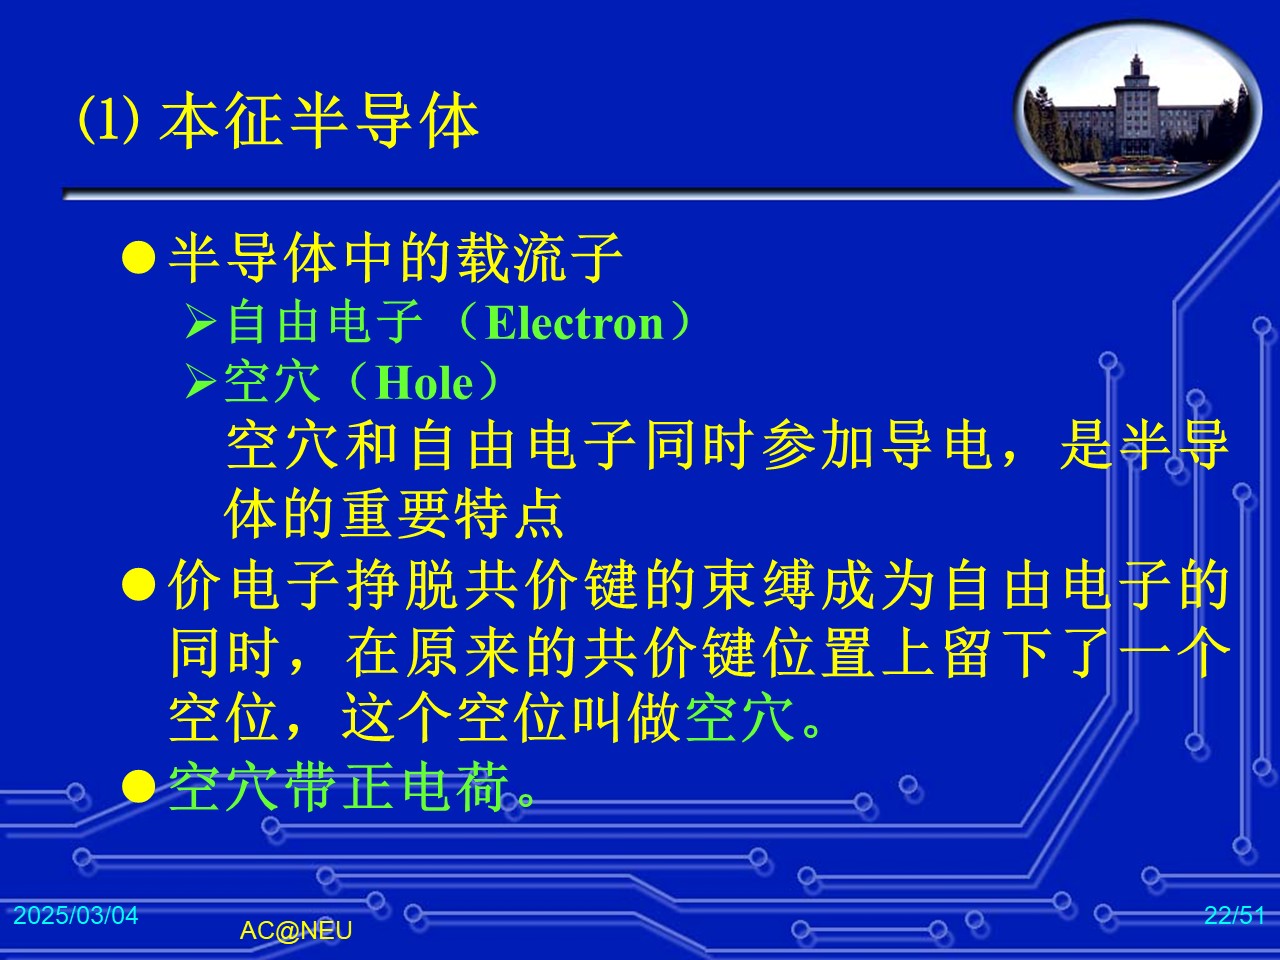 ⑴ 本征半导体
半导体中的载流子
自由电子 （Electron）
空穴（Hole）
空穴和自由电子同时参加导电，是半导
体的重要特点
价电子挣脱共价键的束缚成为自由电子的
同时，在原来的共价键位置上留下了一个
空位，这个空位叫做空穴。
空穴带正电荷。
2025/03/04
AC@NEU
22/51